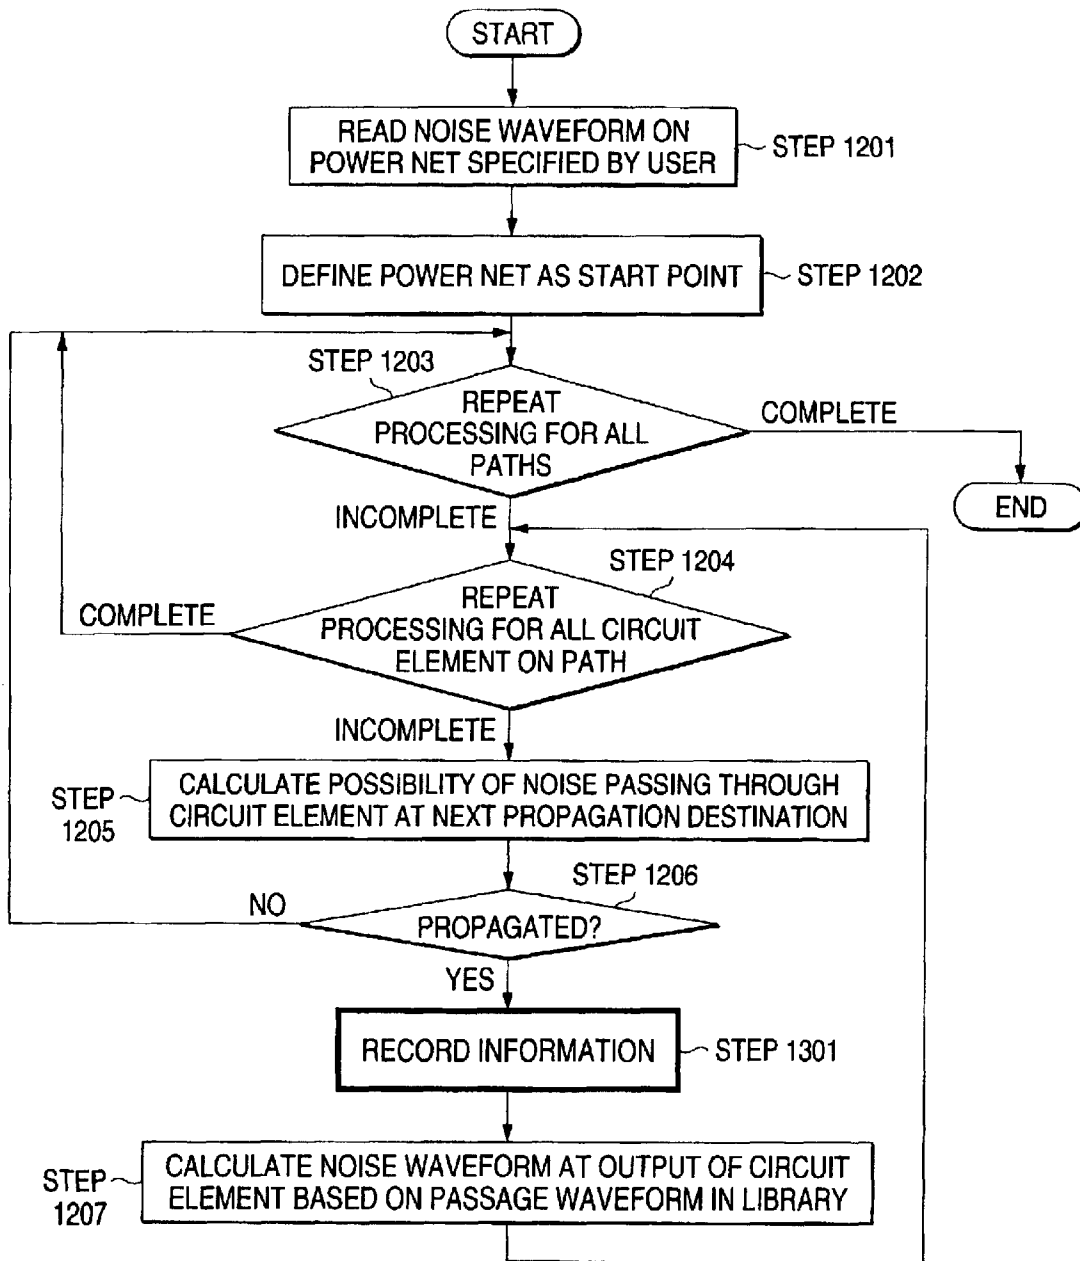 START
READ NOISE WAVEFORM ON
POWER NET SPECIFIED BY USER
STEP 1201
DEFINE POWER NET AS START POINT
STEP 1202
STEP 1203
REPEAT
PROCESSING FOR ALL
PATHS
COMPLETE
END
INCOMPLETE
STEP 1204
REPEAT
PROCESSING FOR ALL CIRCUIT
ELEMENT ON PATH
COMPLETE
INCOMPLETE
STEP
1205
CALCULATE POSSIBILITY OF NOISE PASSING THROUGH
CIRCUIT ELEMENT AT NEXT PROPAGATION DESTINATION
STEP 1206
PROPAGATED?
NO
YES
RECORD INFORMATION
STEP 1301
STEP
1207
CALCULATE NOISE WAVEFORM AT OUTPUT OF CIRCUIT
ELEMENT BASED ON PASSAGE WAVEFORM IN LIBRARY